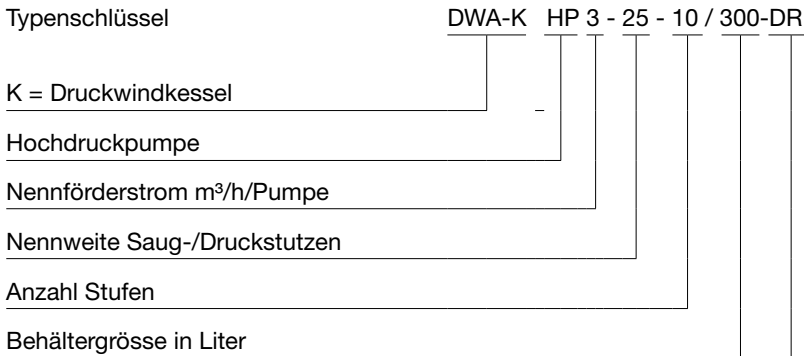 Typenschlüssel DWA-K HP 3 - 25 - 10 / 300-DR
K = Druckwindkessel
Hochdruckpumpe
Nennförderstrom m³/h/Pumpe
Nennweite Saug-/Druckstutzen
Anzahl Stufen
Behältergrösse in Liter